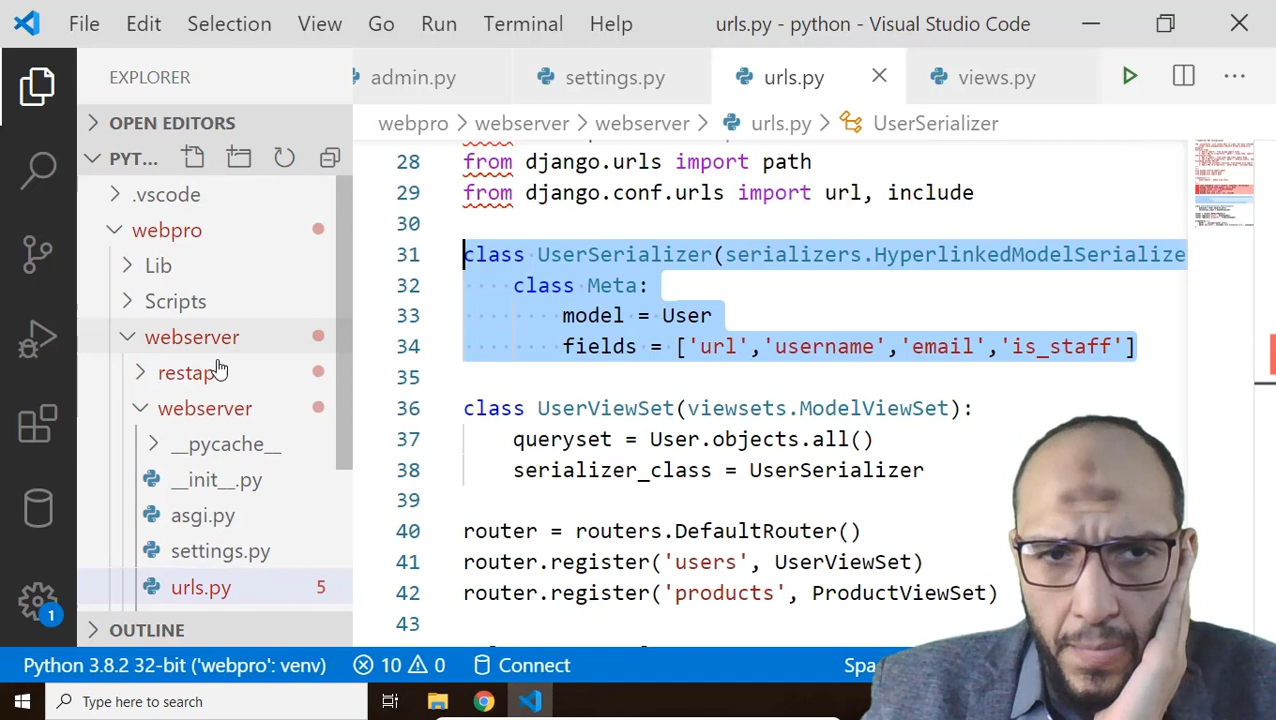 File Edit Selection View Go Run Terminal Help urls.py - python - Visual Studio Code
EXPLORER
admin.py settings.py urls.py views.py
OPEN EDITORS
webpro > webserver > webserver > urls.py > UserSerializer
PYT...
.vscode
webpro
Lib
Scripts
webserver
restap
webserver
__pycache__
__init__.py
asgi.py
settings.py
urls.py 5
OUTLINE
28 from django.urls import path
29 from django.conf.urls import url, include
30
31 class UserSerializer(serializers.HyperlinkedModelSerialize
32 class Meta:
33 model = User
34 fields = ['url','username','email','is_staff']
35
36 class UserViewSet(viewsets.ModelViewSet):
37 queryset = User.objects.all()
38 serializer_class = UserSerializer
39
40 router = routers.DefaultRouter()
41 router.register('users', UserViewSet)
42 router.register('products', ProductViewSet)
43
1
Python 3.8.2 32-bit ('webpro': venv) 10 0 Connect Spa
Type here to search